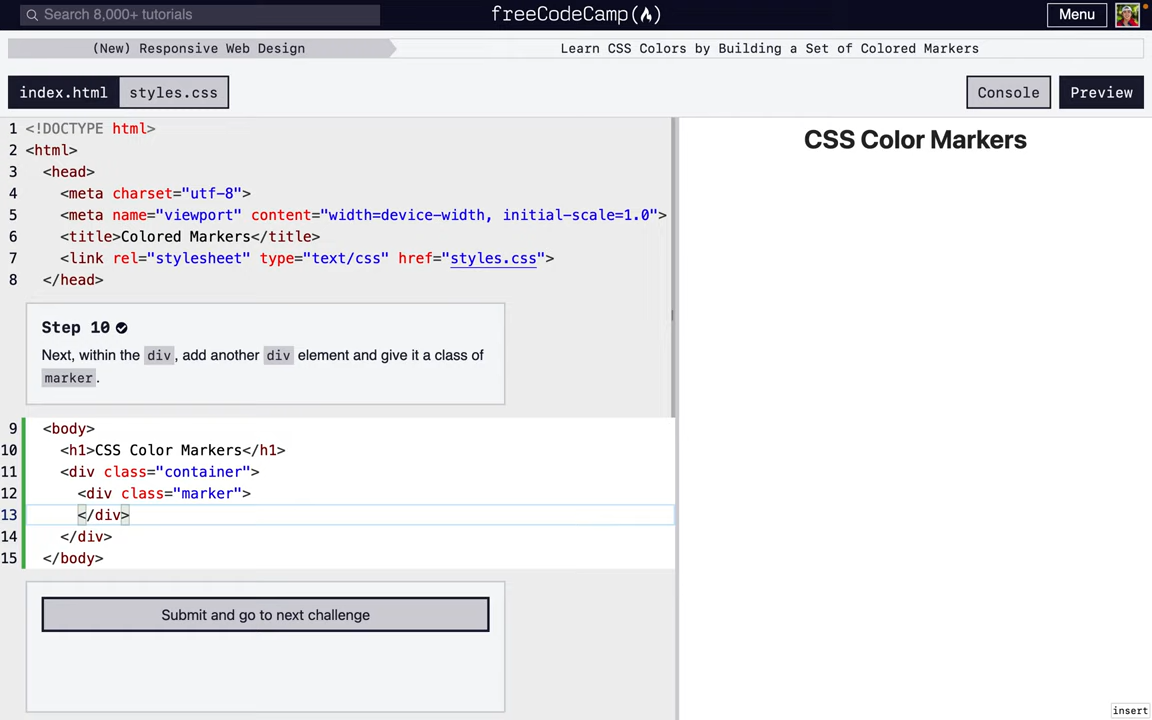 Search 8,000+ tutorials
freeCodeCamp
Menu
(New) Responsive Web Design
Learn CSS Colors by Building a Set of Colored Markers
index.html
styles.css
Console
Preview
1 <!DOCTYPE html>
2 <html>
3 <head>
4 <meta charset="utf-8">
5 <meta name="viewport" content="width=device-width, initial-scale=1.0">
6 <title>Colored Markers</title>
7 <link rel="stylesheet" type="text/css" href="styles.css">
8 </head>
Step 10
Next, within the div, add another div element and give it a class of
marker.
9 <body>
10 <h1>CSS Color Markers</h1>
11 <div class="container">
12 <div class="marker">
13 </div>
14 </div>
15 </body>
Submit and go to next challenge
CSS Color Markers
insert